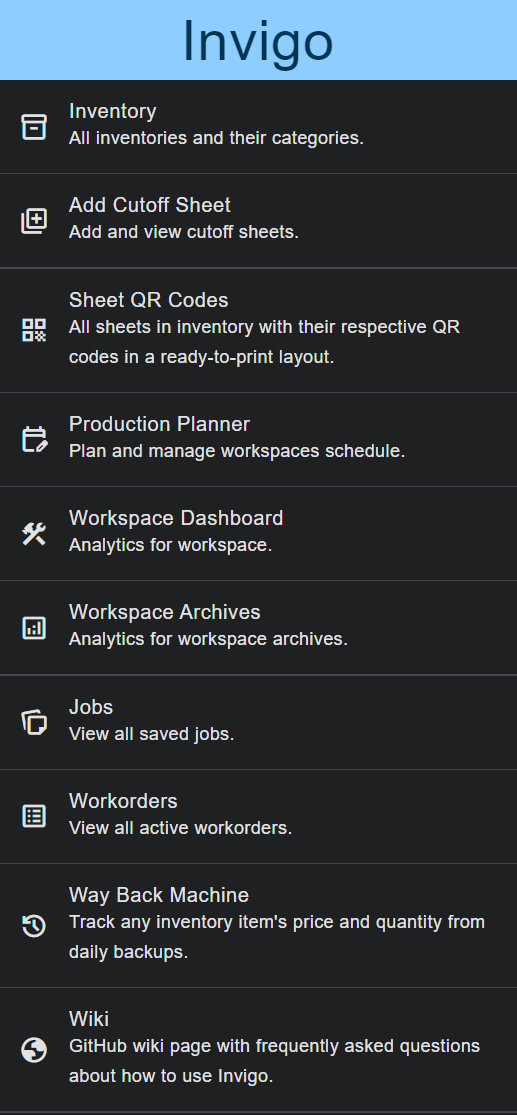 Invigo
Inventory
All inventories and their categories.
Add Cutoff Sheet
Add and view cutoff sheets.
Sheet QR Codes
All sheets in inventory with their respective QR
codes in a ready-to-print layout.
Production Planner
Plan and manage workspaces schedule.
Workspace Dashboard
Analytics for workspace.
Workspace Archives
Analytics for workspace archives.
Jobs
View all saved jobs.
Workorders
View all active workorders.
Way Back Machine
Track any inventory item's price and quantity from
daily backups.
Wiki
GitHub wiki page with frequently asked questions
about how to use Invigo.